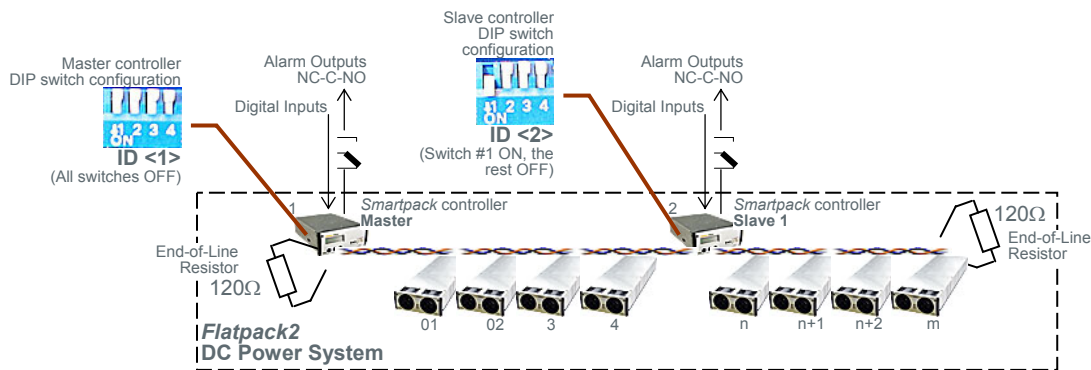 Master controller
DIP switch configuration
1 2 3 4
ON
ID <1>
(All switches OFF)
Alarm Outputs
NC-C-NO
Digital Inputs
Slave controller
DIP switch
configuration
1 2 3 4
ON
ID <2>
(Switch #1 ON, the
rest OFF)
Alarm Outputs
NC-C-NO
Digital Inputs
1
Smartpack controller
Master
2
Smartpack controller
Slave 1
End-of-Line
Resistor
120Ω
120Ω
End-of-Line
Resistor
01
02
3
4
n
n+1
n+2
m
Flatpack2
DC Power System